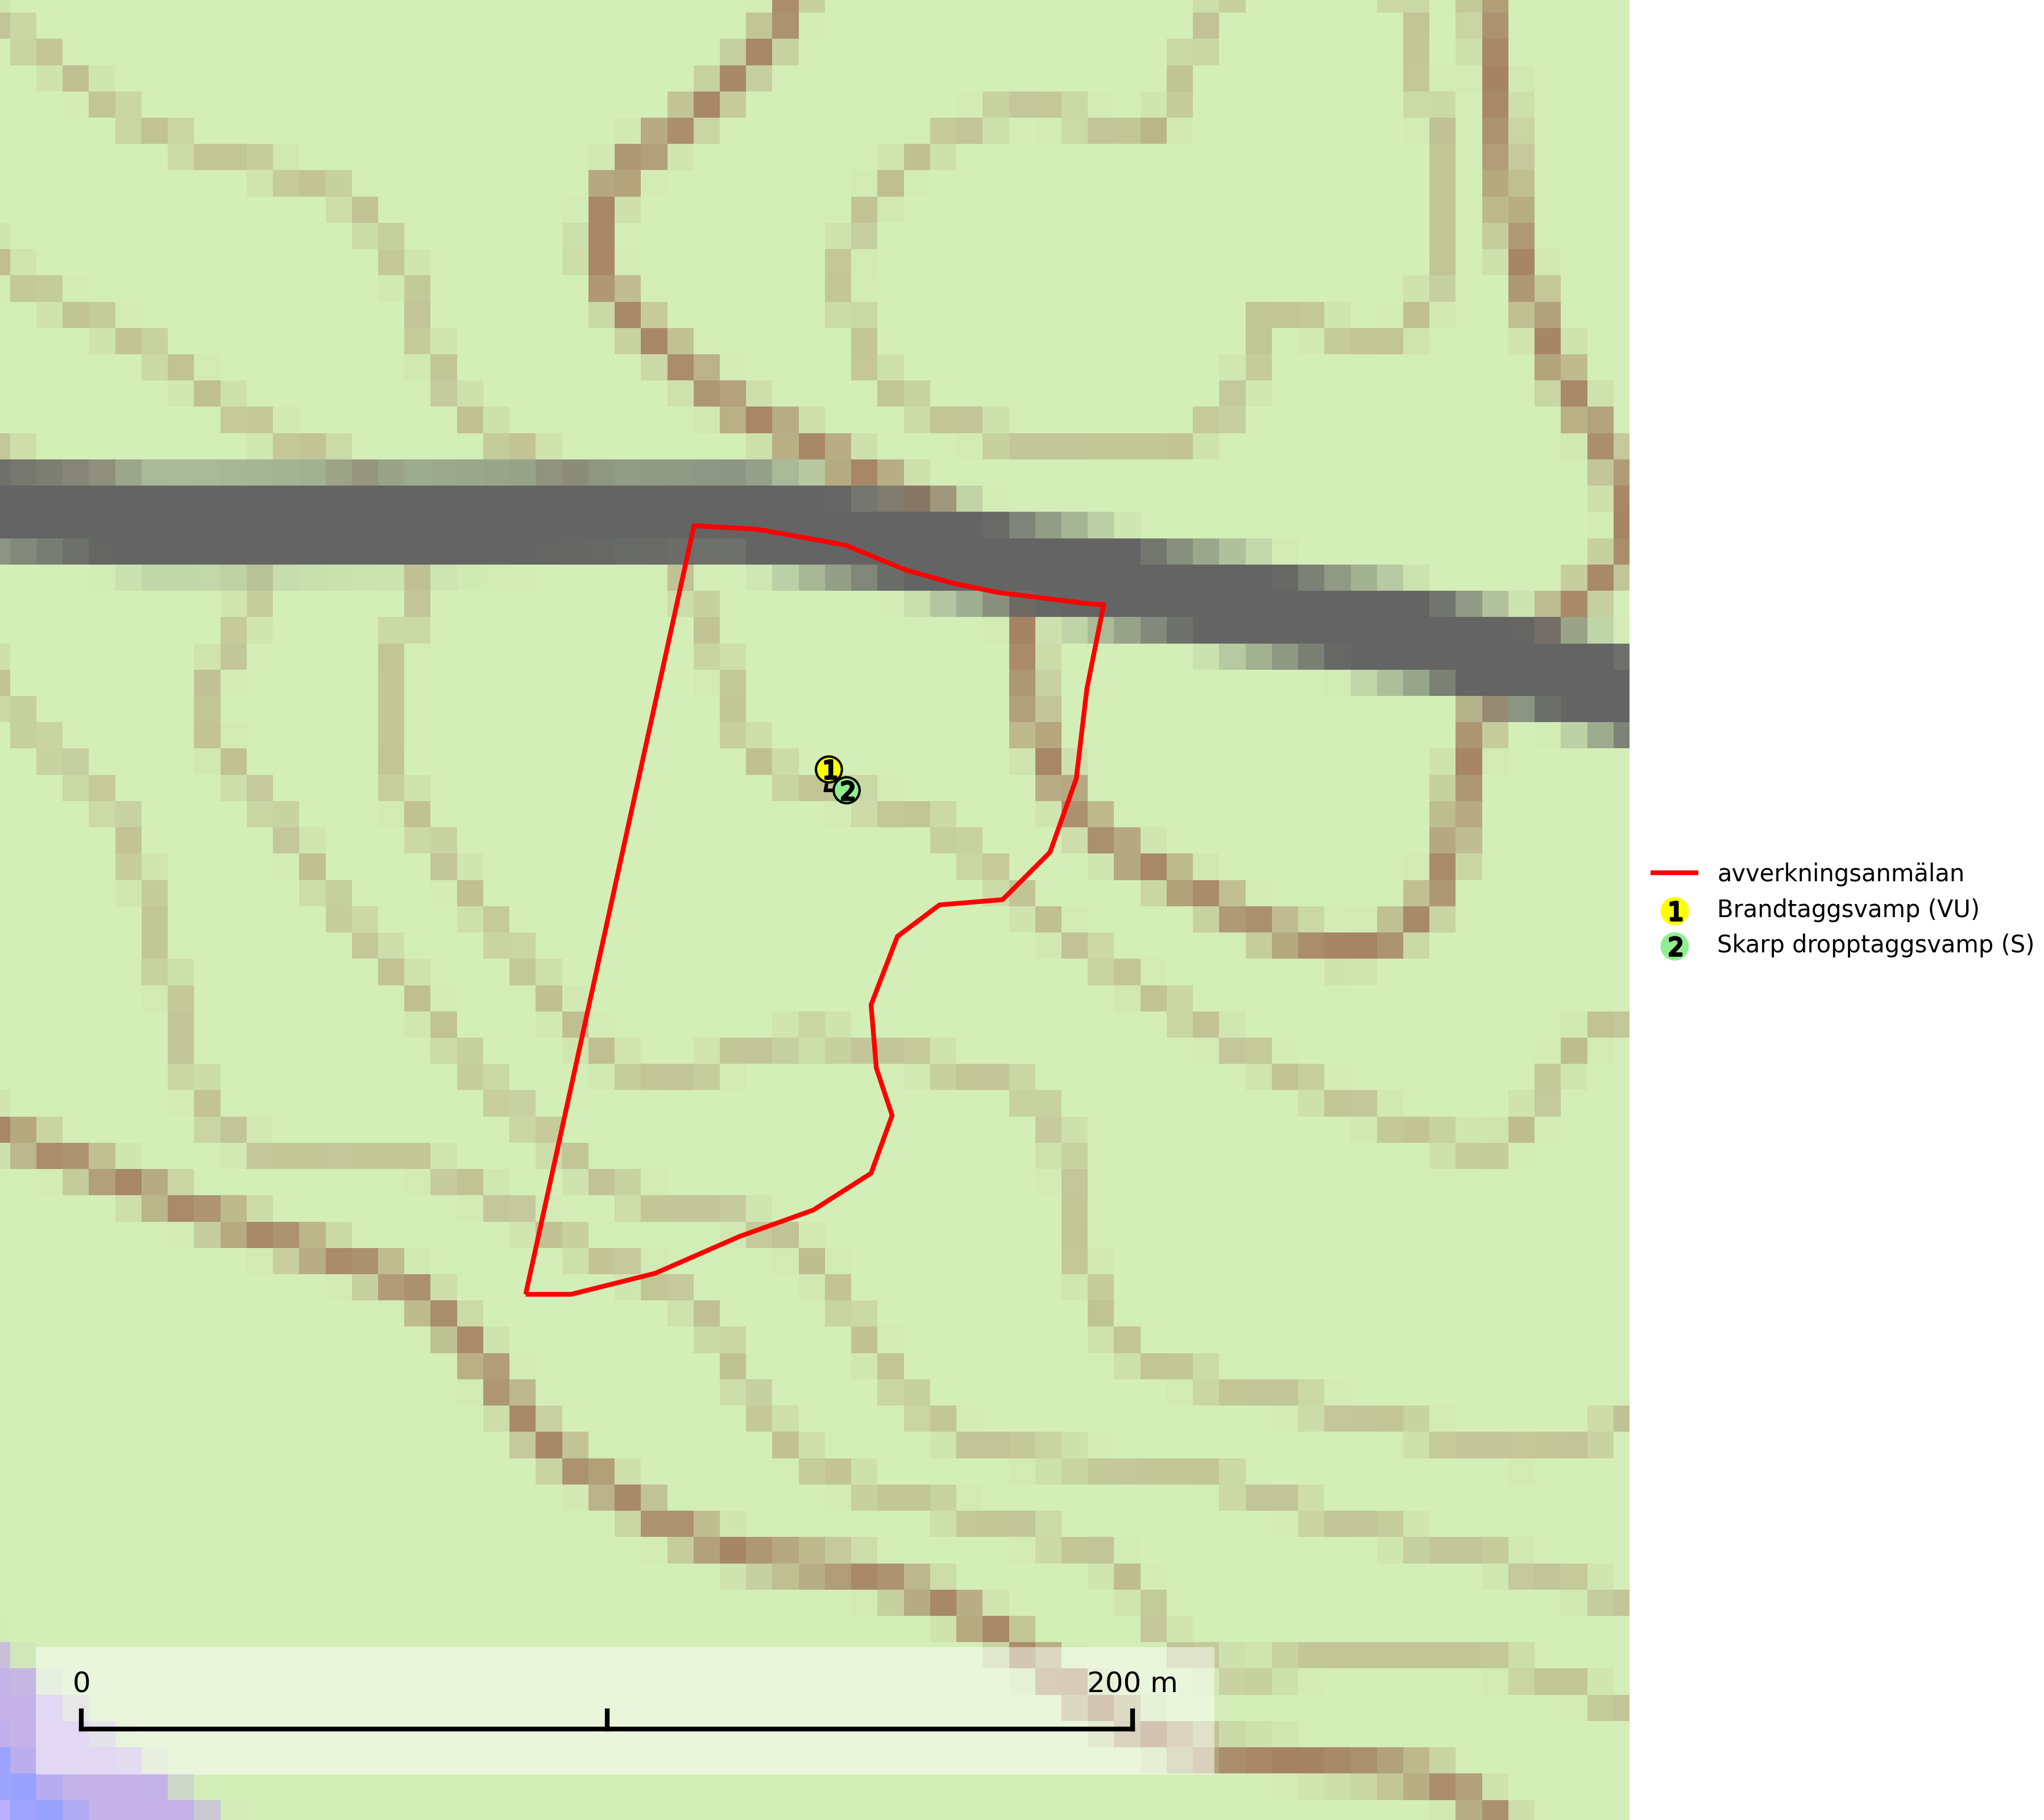 1
2
avverkningsanmälan
1 Brandtaggsvamp (VU)
2 Skarp dropptaggsvamp (S)
0 200 m